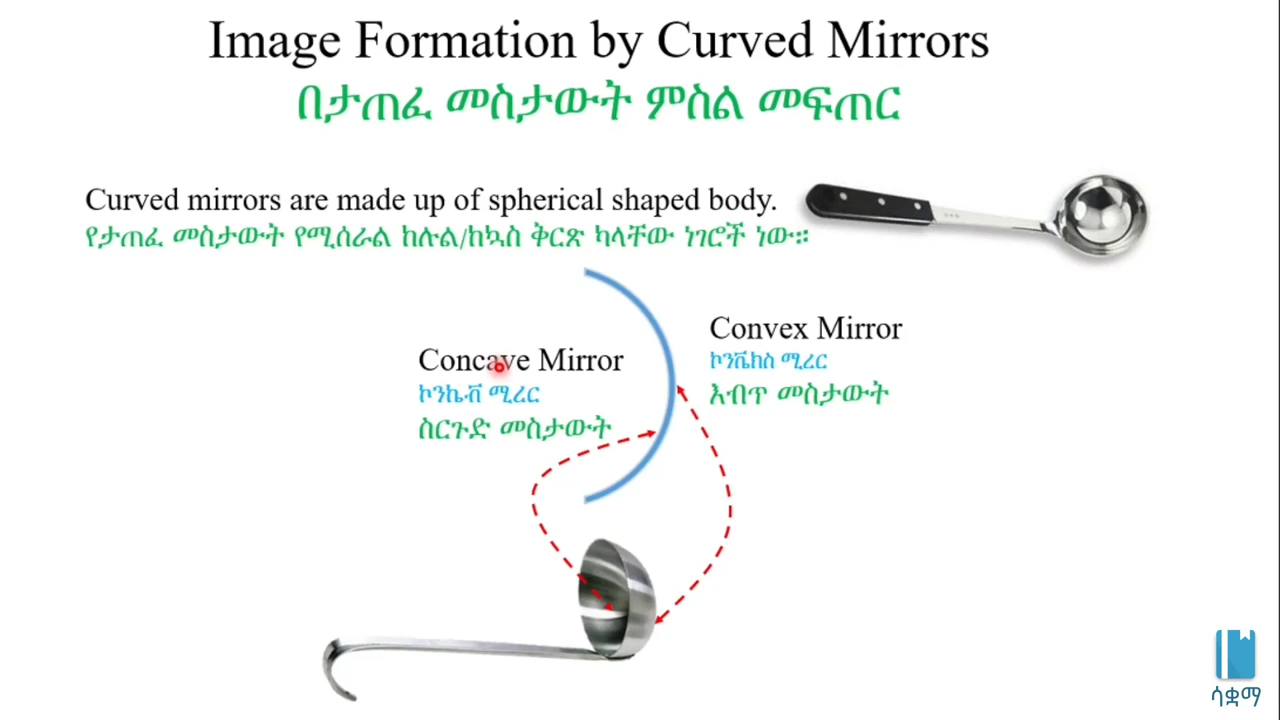 Image Formation by Curved Mirrors
በታጠፈ መስታውት ምስል መፍጠር
Curved mirrors are made up of spherical shaped body.
የታጠፈ መስታውት የሚሰራል ከሉል/ከኳስ ቅርጽ ካላቸው ነገሮች ነው።
Concave Mirror
ኮንኬቭ ሚረር
ስርጉድ መስታውት
Convex Mirror
ኮንቬክስ ሚረር
እብጥ መስታውት
ሳቋማ